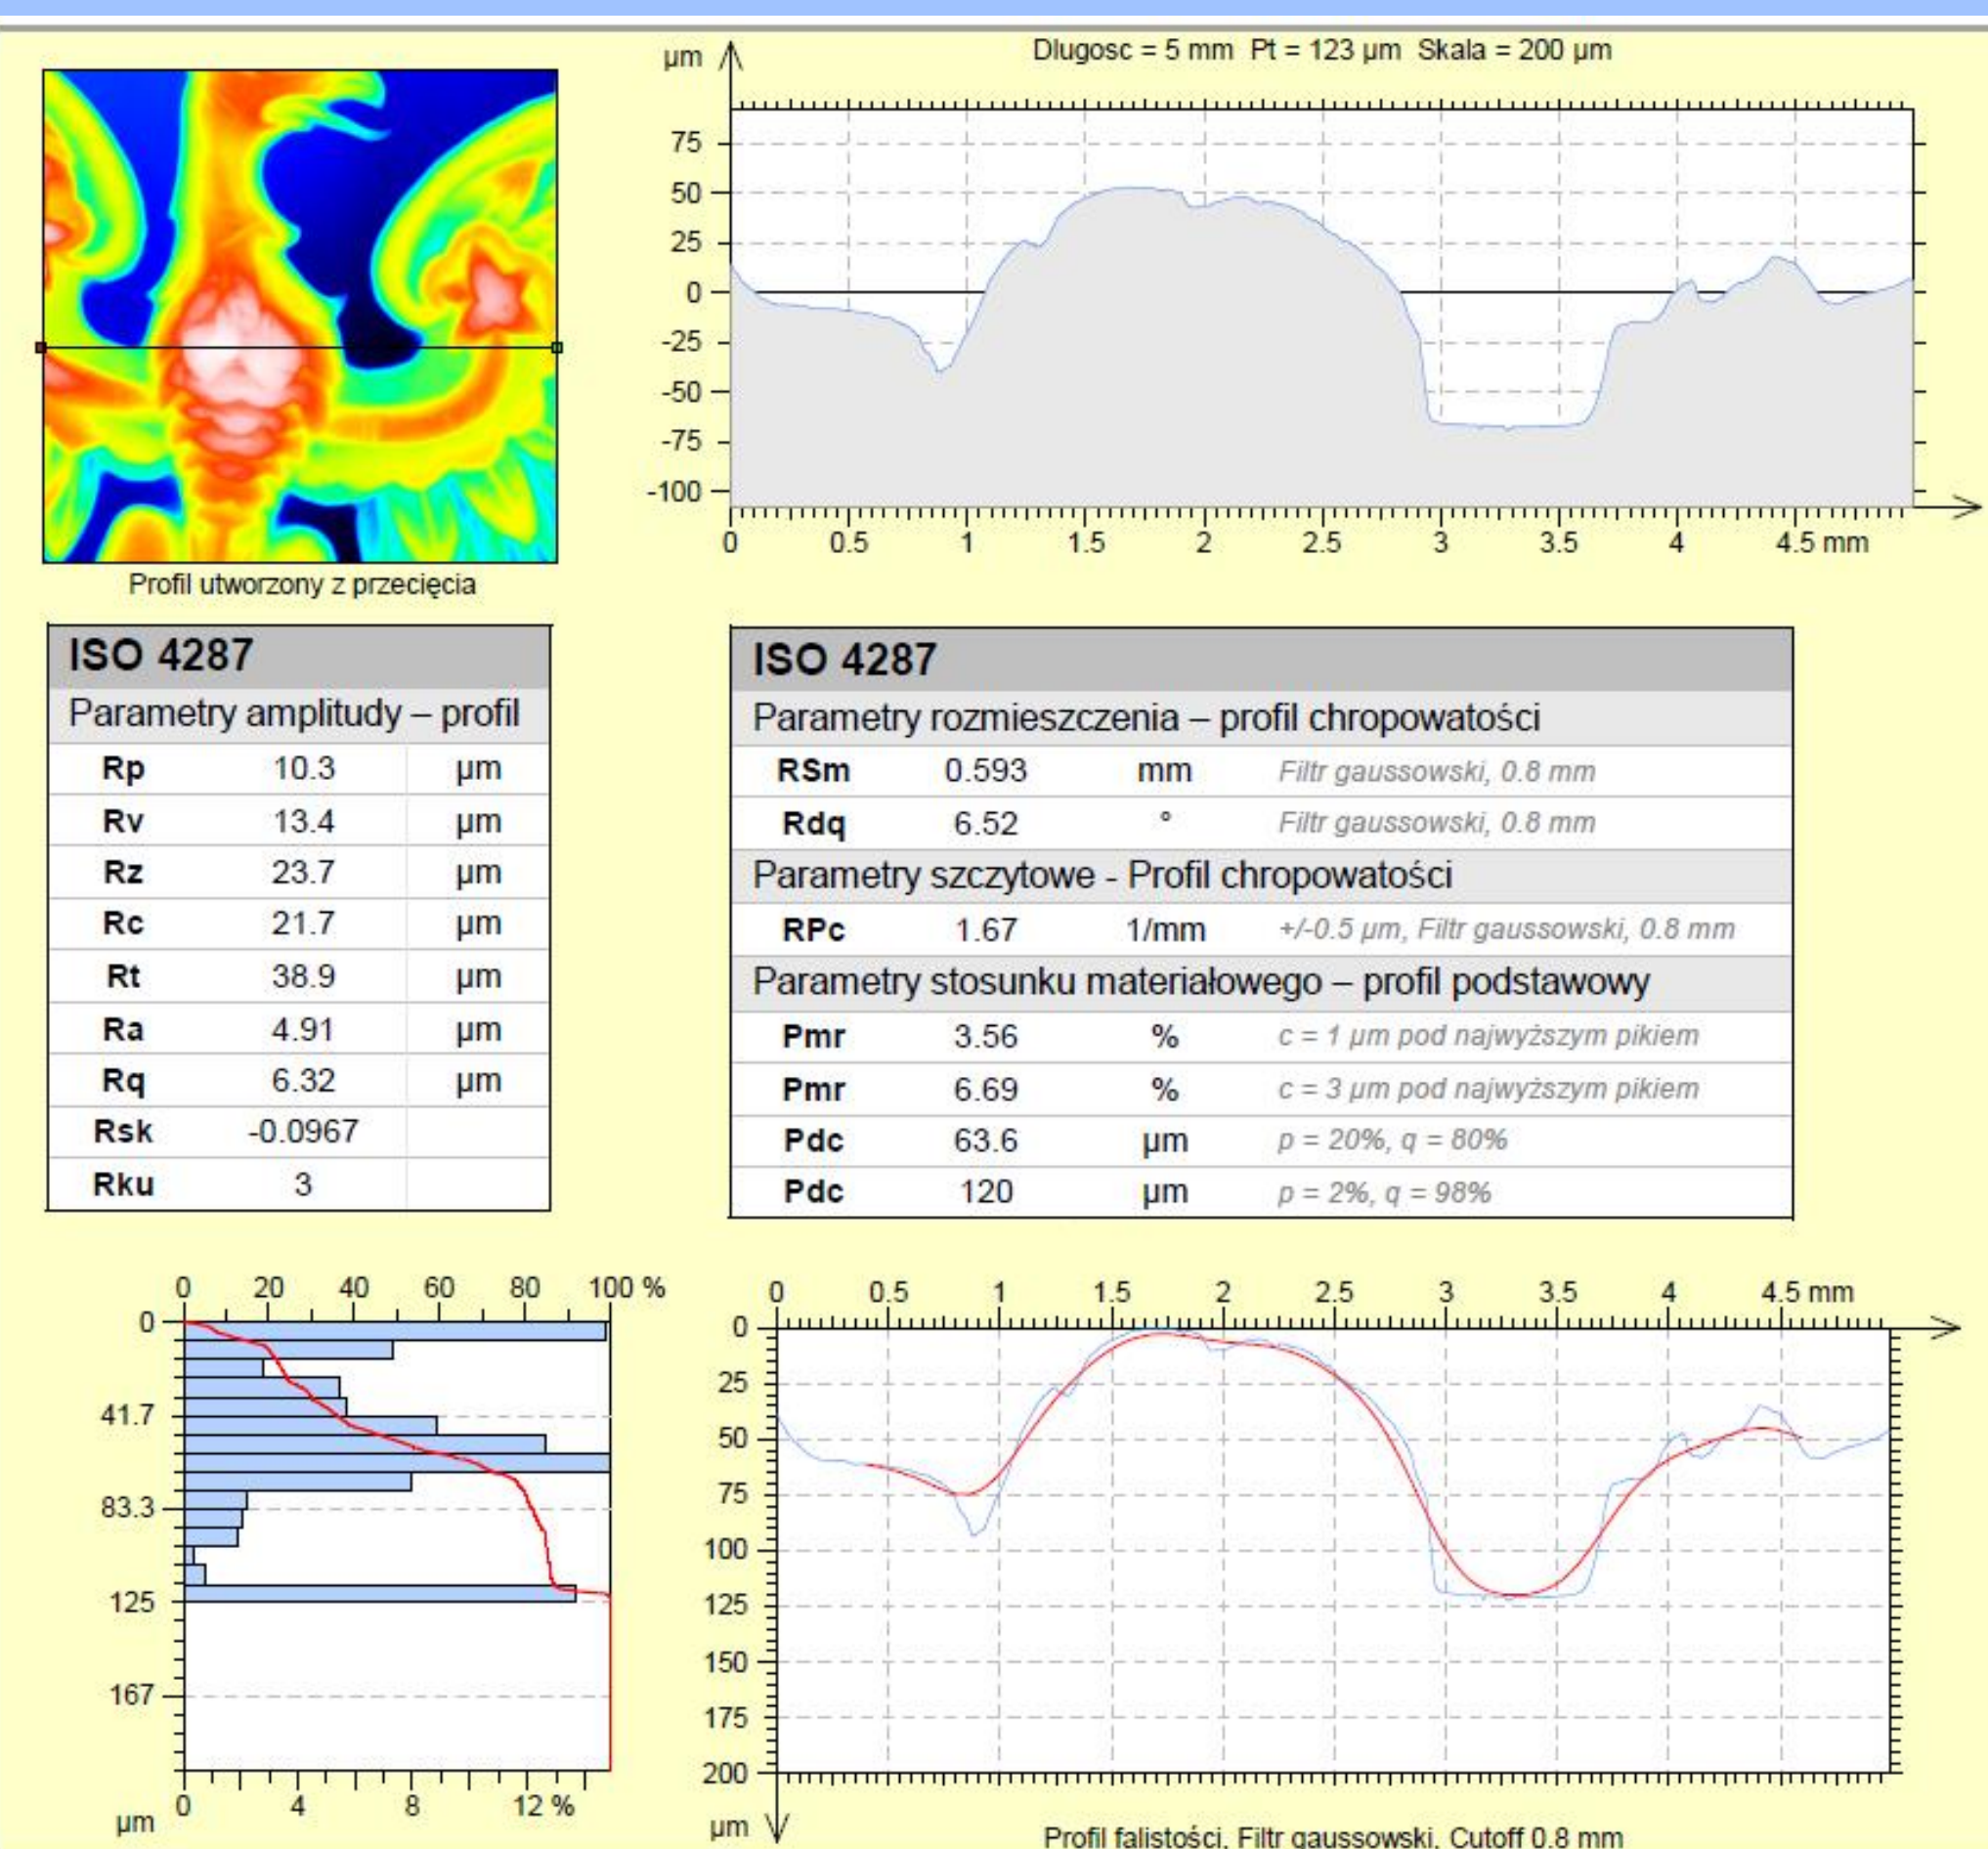 Dlugosc = 5 mm Pt = 123 µm Skala = 200 µm
µm
75
50
25
0
-25
-50
-75
-100
0 0.5 1 1.5 2 2.5 3 3.5 4 4.5 mm
Profil utworzony z przecięcia
ISO 4287
Parametry amplitudy – profil
Rp 10.3 µm
Rv 13.4 µm
Rz 23.7 µm
Rc 21.7 µm
Rt 38.9 µm
Ra 4.91 µm
Rq 6.32 µm
Rsk -0.0967
Rku 3
ISO 4287
Parametry rozmieszczenia – profil chropowatości
RSm 0.593 mm Filtr gaussowski, 0.8 mm
Rdq 6.52 ° Filtr gaussowski, 0.8 mm
Parametry szczytowe - Profil chropowatości
RPc 1.67 1/mm +/-0.5 µm, Filtr gaussowski, 0.8 mm
Parametry stosunku materiałowego – profil podstawowy
Pmr 3.56 % c = 1 µm pod najwyższym pikiem
Pmr 6.69 % c = 3 µm pod najwyższym pikiem
Pdc 63.6 µm p = 20%, q = 80%
Pdc 120 µm p = 2%, q = 98%
0 20 40 60 80 100 %
0
41.7
83.3
125
167
0 4 8 12 %
µm
0 0.5 1 1.5 2 2.5 3 3.5 4 4.5 mm
0
25
50
75
100
125
150
175
200
µm
Profil falistości, Filtr gaussowski, Cutoff 0.8 mm